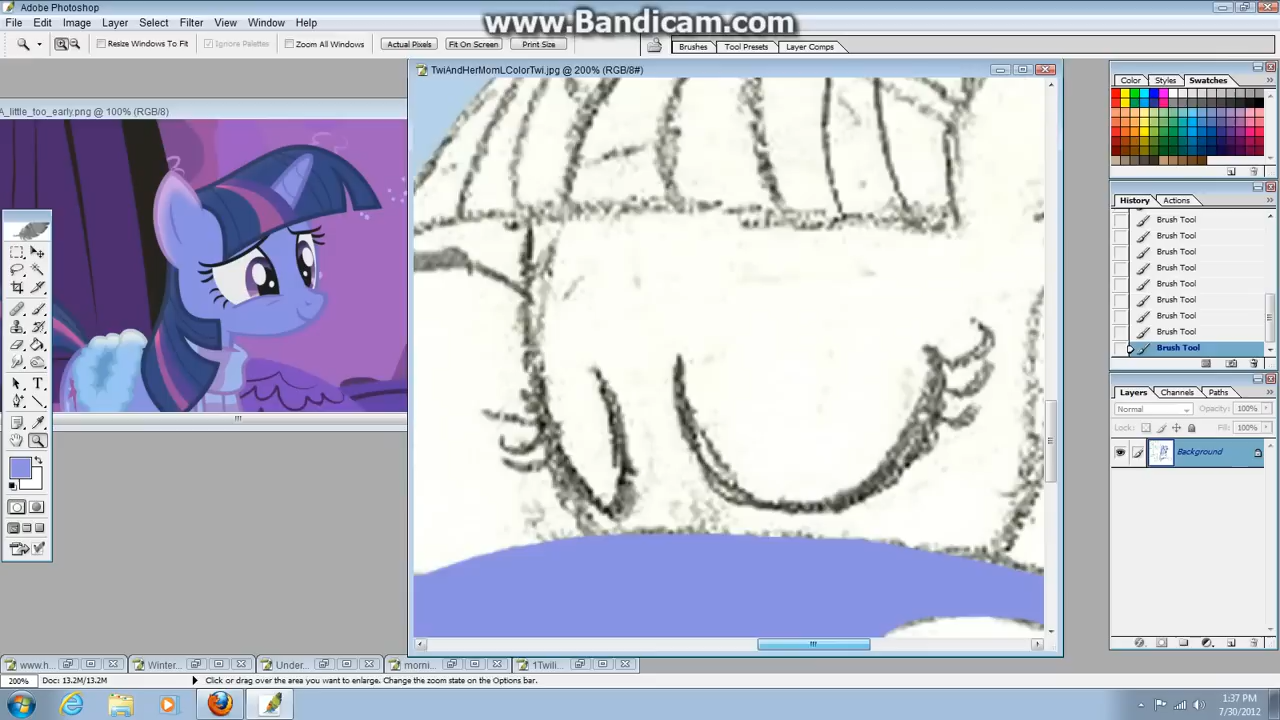 Adobe Photoshop
www.Bandicam.com
File Edit Image Layer Select Filter View Window Help
Resize Windows To Fit Ignore Palettes Zoom All Windows Actual Pixels Fit On Screen Print Size Brushes Tool Presets Layer Comps
TwiAndHerMomLColorTwi.jpg @ 200% (RGB/8#)
A_little_too_early.png @ 100% (RGB/8)
Color Styles Swatches
History Actions
Brush Tool
Brush Tool
Brush Tool
Brush Tool
Brush Tool
Brush Tool
Brush Tool
Brush Tool
Brush Tool
Layers Channels Paths
Normal Opacity: 100%
Lock: Fill: 100%
Background
www.h Winter Under morni 1Twili
200% Doc: 13.2M/13.2M Click or drag over the area you want to enlarge. Change the zoom state on the Options bar.
1:37 PM
7/30/2012